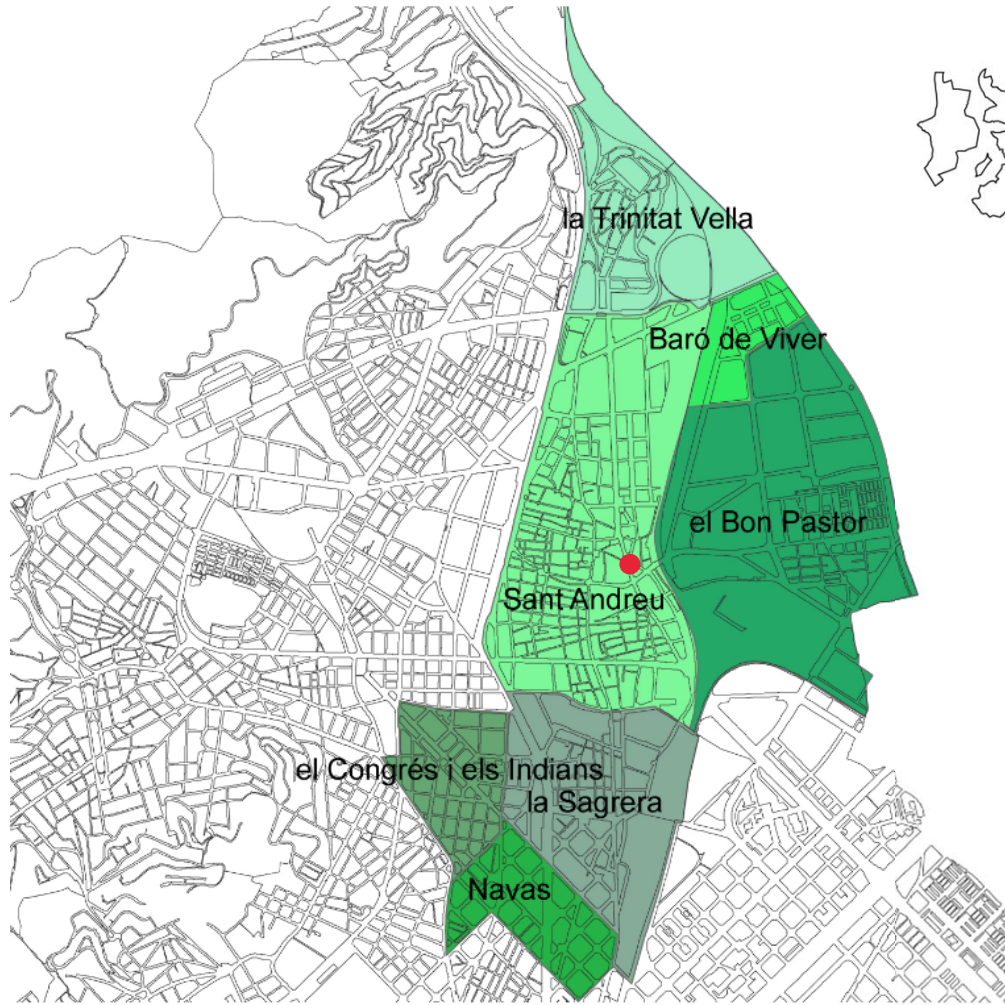 la Trinitat Vella
Baró de Viver
el Bon Pastor
Sant Andreu
el Congrés i els Indians
la Sagrera
Navas